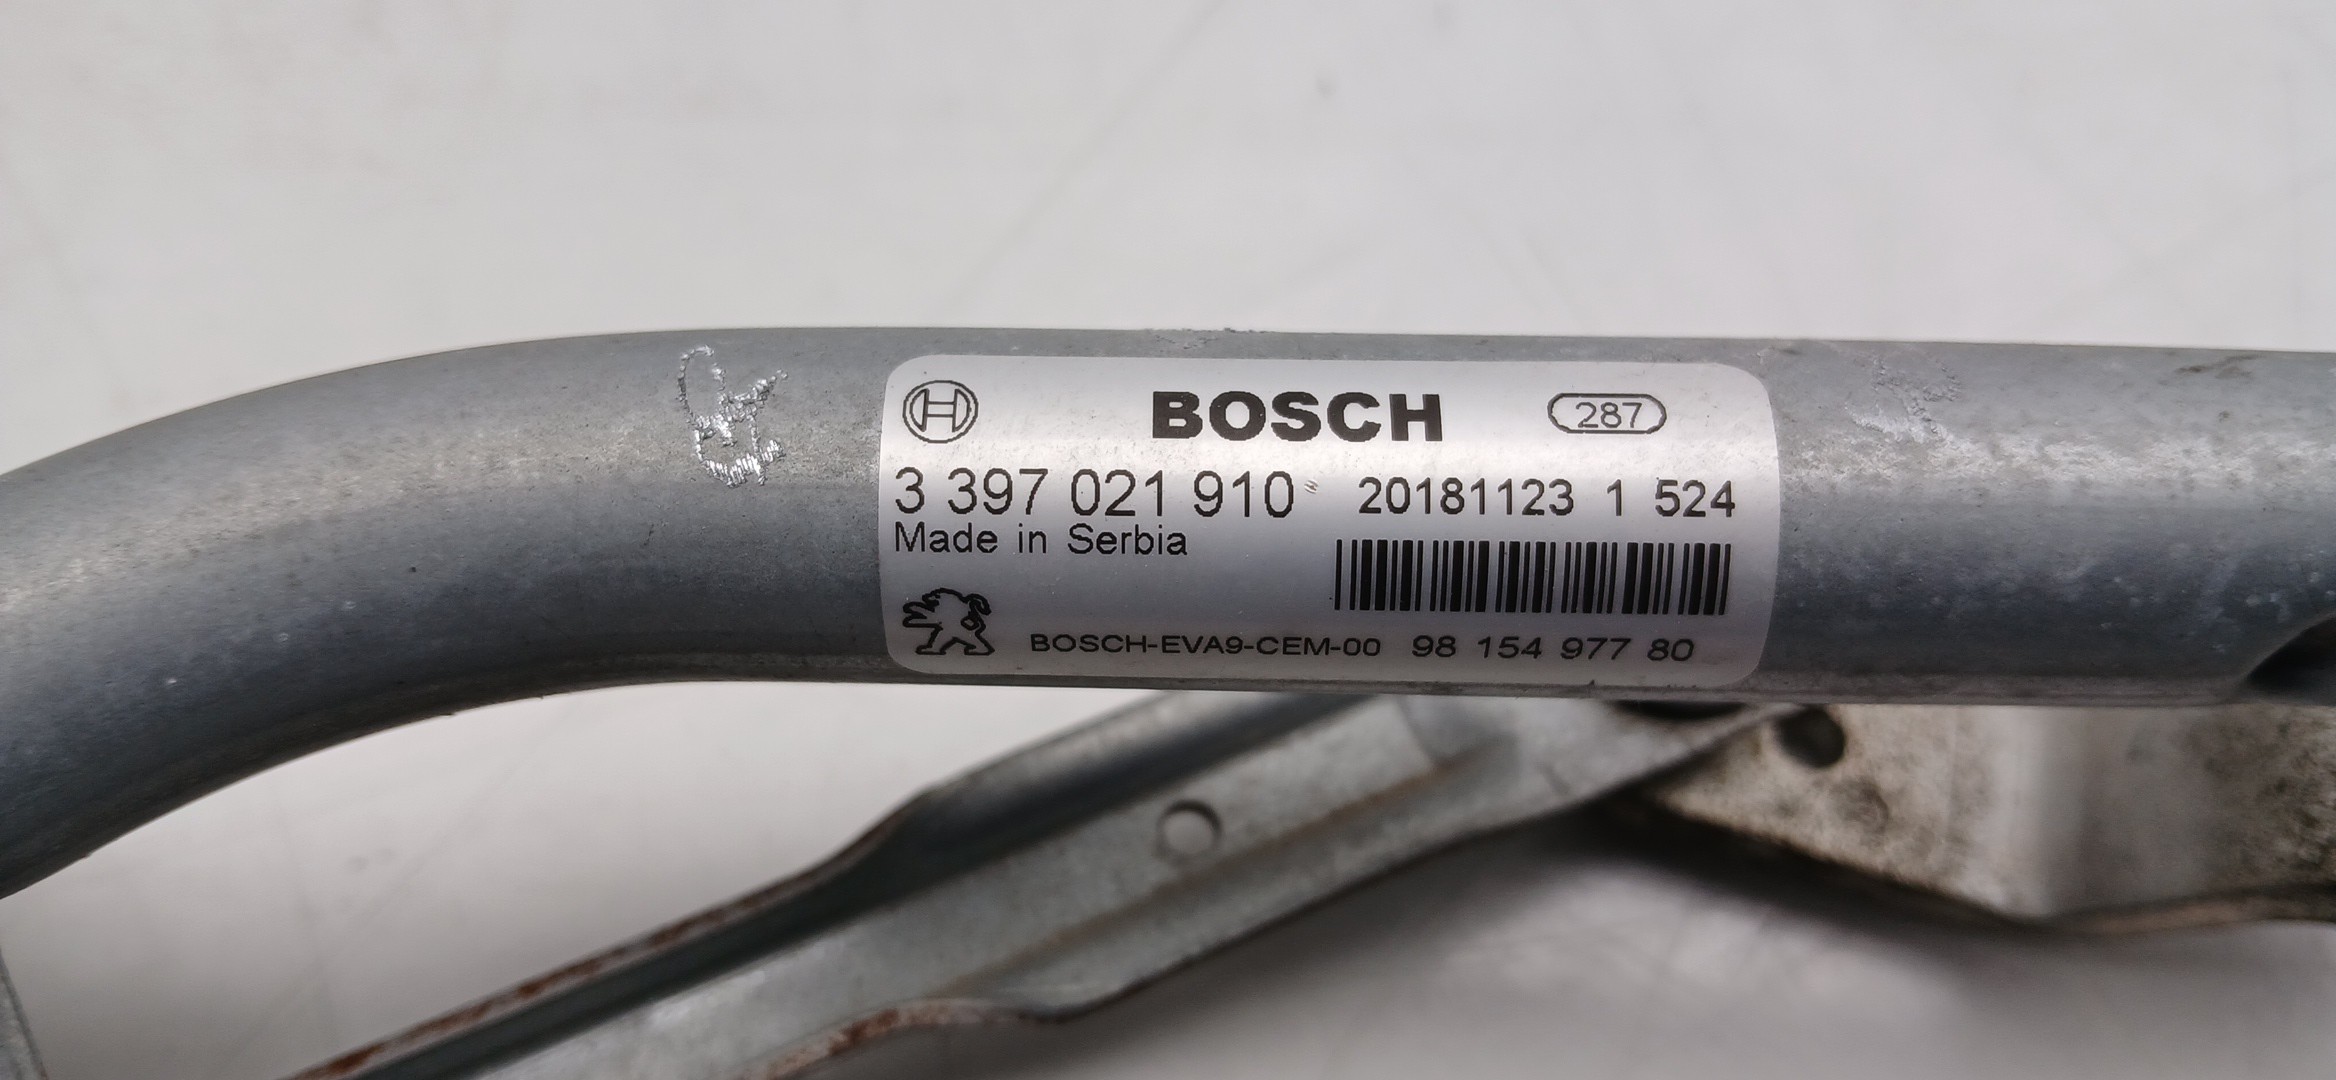 BOSCH 287
3 397 021 910 20181123 1 524
Made in Serbia
BOSCH-EVA9-CEM-00 98 154 977 80